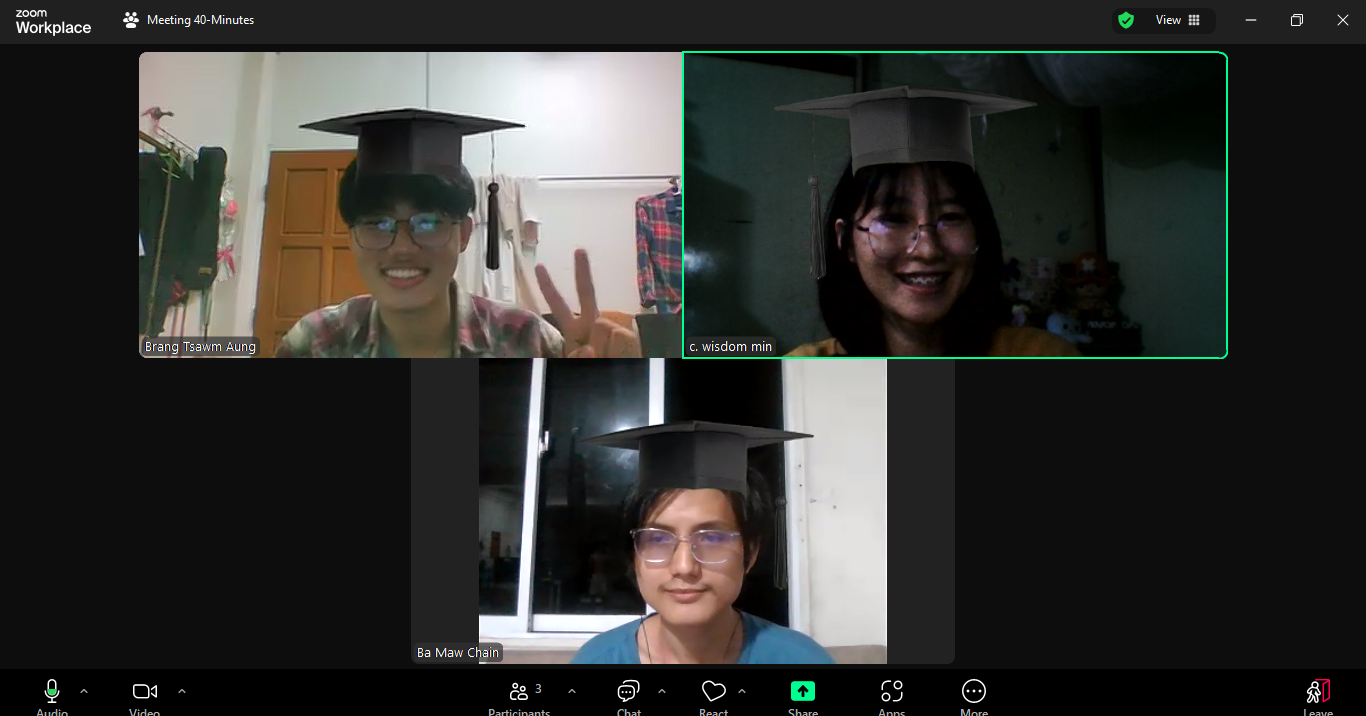 zoom
Workplace
Meeting 40-Minutes
View
Brang Tsawm Aung
c. wisdom min
Ba Maw Chain
3
Audio
Video
Participants
Chat
React
Share
Apps
More
Leave